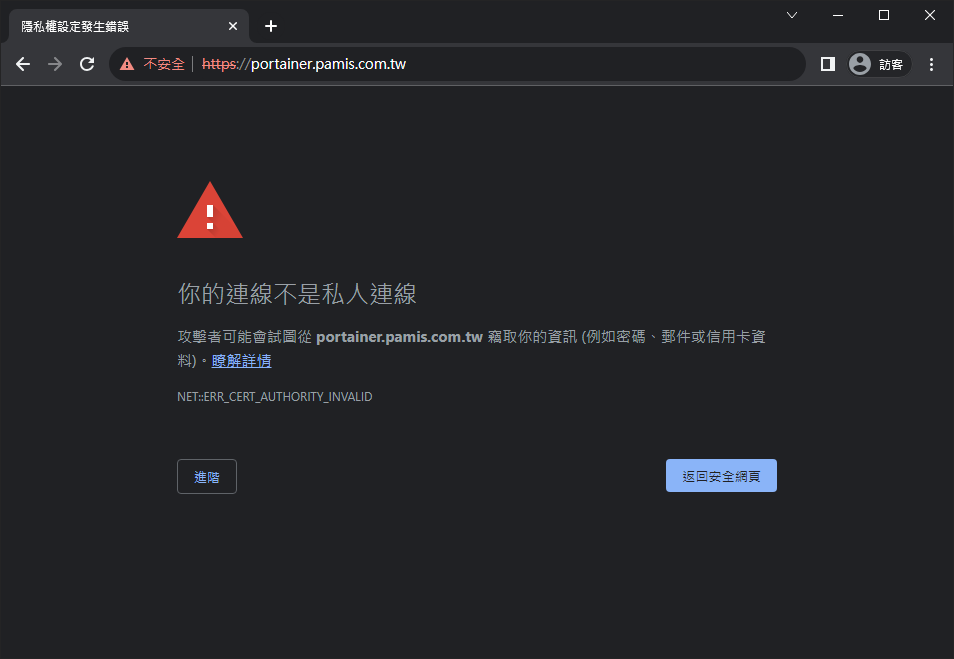 隱私權設定發生錯誤
不安全 https://portainer.pamis.com.tw
訪客
你的連線不是私人連線
攻擊者可能會試圖從 portainer.pamis.com.tw 竊取你的資訊 (例如密碼、郵件或信用卡資
料)。瞭解詳情
NET::ERR_CERT_AUTHORITY_INVALID
進階
返回安全網頁